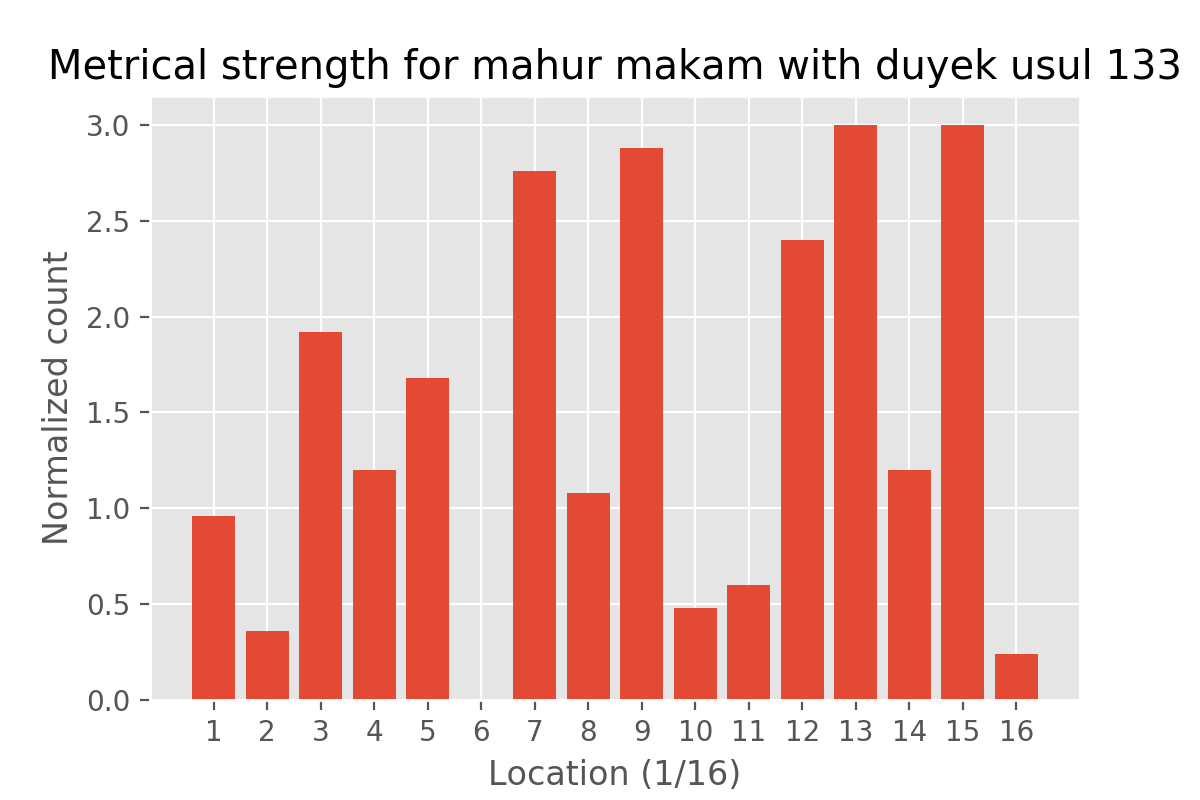 Metrical strength for mahur makam with duyek usul 133
Normalized count
3.0
2.5
2.0
1.5
1.0
0.5
0.0
1 2 3 4 5 6 7 8 9 10 11 12 13 14 15 16
Location (1/16)